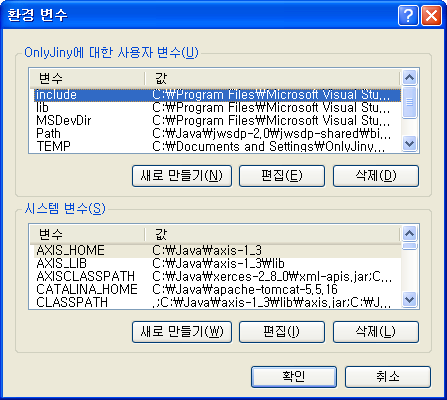 환경 변수
OnlyJiny에 대한 사용자 변수(U)
변수 값
include C:₩Program Files₩Microsoft Visual Stu...
lib C:₩Program Files₩Microsoft Visual Stu...
MSDevDir C:₩Program Files₩Microsoft Visual Stu...
Path C:₩Java₩jwsdp-2,0₩jwsdp-shared₩bi...
TEMP C:₩Documents and Settings₩OnlyJiny...
새로 만들기(N) 편집(E) 삭제(D)
시스템 변수(S)
변수 값
AXIS_HOME C:₩Java₩axis-1_3
AXIS_LIB C:₩Java₩axis-1_3₩lib
AXISCLASSPATH C:₩Java₩xerces-2_8_0₩xml-apis,jar;C...
CATALINA_HOME C:₩Java₩apache-tomcat-5,5,16
CLASSPATH .;C:₩Java₩axis-1_3₩lib₩axis,jar;C:₩J...
새로 만들기(W) 편집(I) 삭제(L)
확인 취소